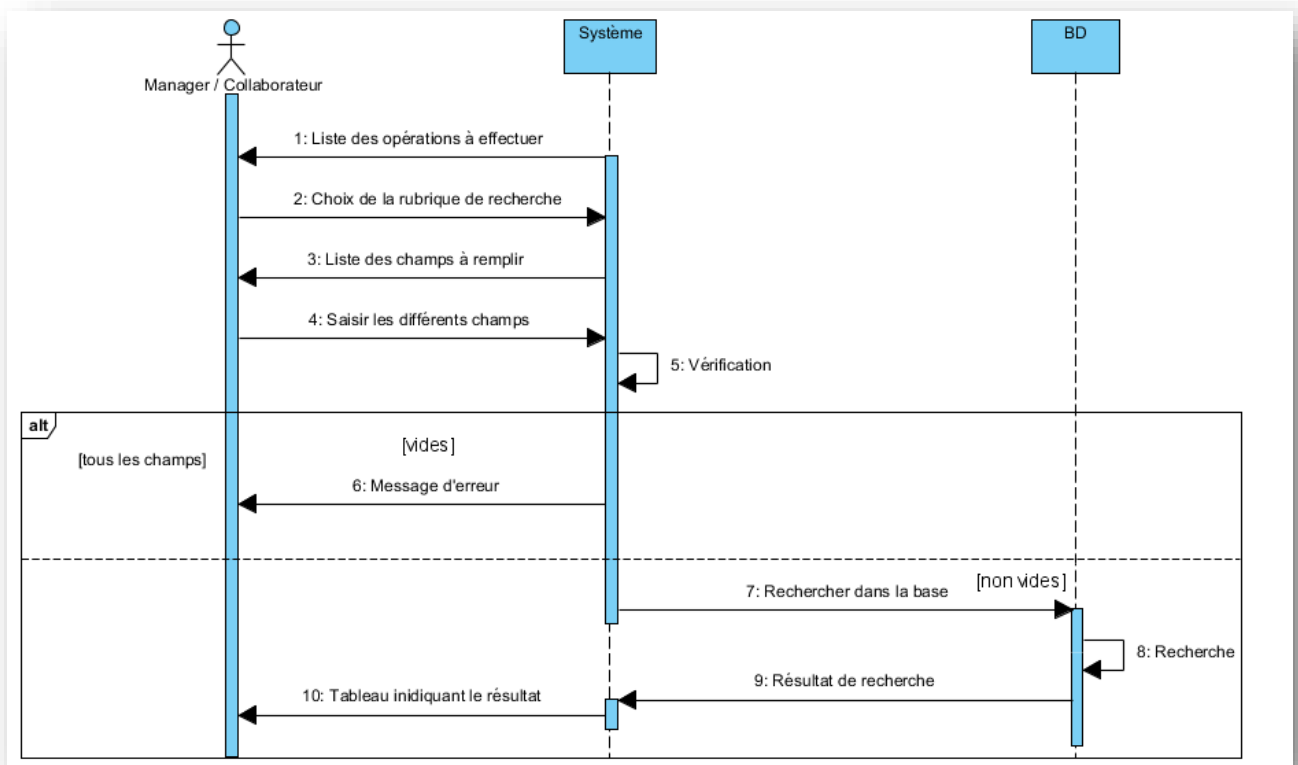 Système
BD
Manager / Collaborateur
1: Liste des opérations à effectuer
2: Choix de la rubrique de recherche
3: Liste des champs à remplir
4: Saisir les différents champs
5: Vérification
alt
[vides]
[tous les champs]
6: Message d'erreur
[non vides]
7: Rechercher dans la base
8: Recherche
9: Résultat de recherche
10: Tableau inidiquant le résultat